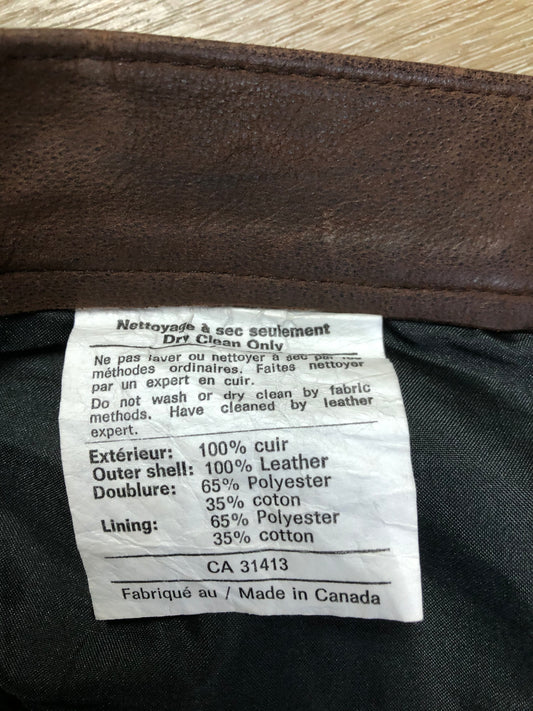 Nettoyage à sec seulement
Dry Clean Only
Ne pas laver ou nettoyer à sec par
méthodes ordinaires. Faites nettoyer
par un expert en cuir.
Do not wash or dry clean by fabric
methods. Have cleaned by leather
expert.
Extérieur: 100% cuir
Outer shell: 100% Leather
Doublure: 65% Polyester
35% coton
Lining: 65% Polyester
35% cotton
CA 31413
Fabriqué au / Made in Canada